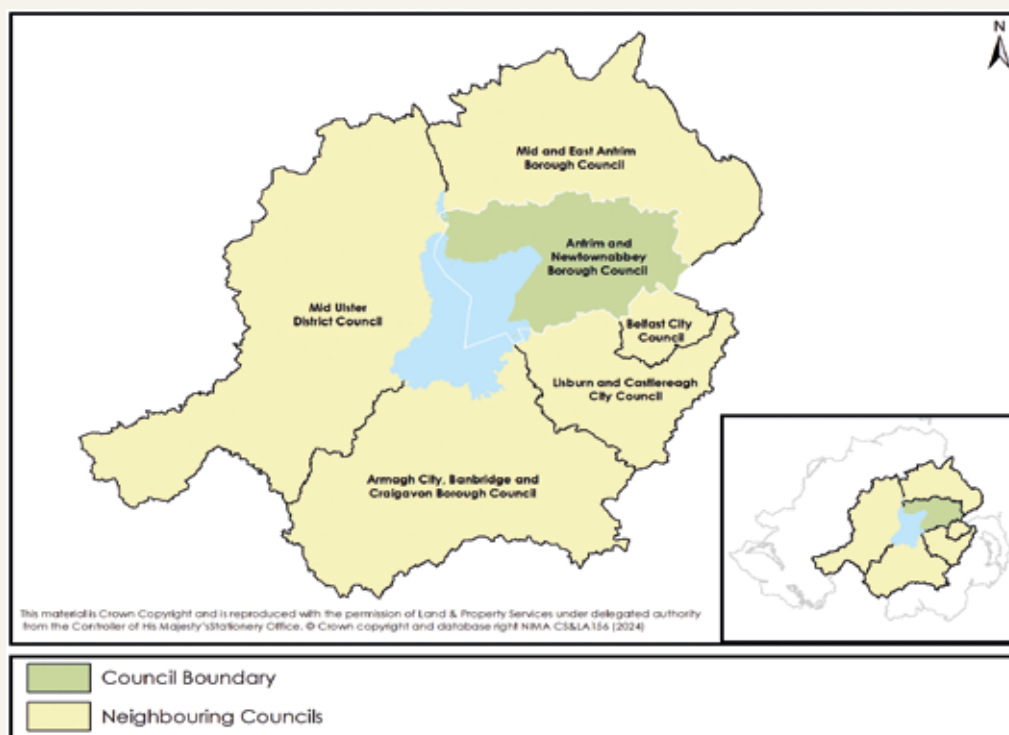 N
Mid and East Antrim
Borough Council
Antrim and
Newtownabbey
Borough Council
Mid Ulster
District Council
Belfast City
Council
Lisburn and Castlereagh
City Council
Armagh City, Banbridge and
Craigavon Borough Council
This material is Crown Copyright and is reproduced with the permission of Land & Property Services under delegated authority
from the Controller of His Majesty'sStationery Office. © Crown copyright and database right NIMA CS&LA156 (2024)
Council Boundary
Neighbouring Councils